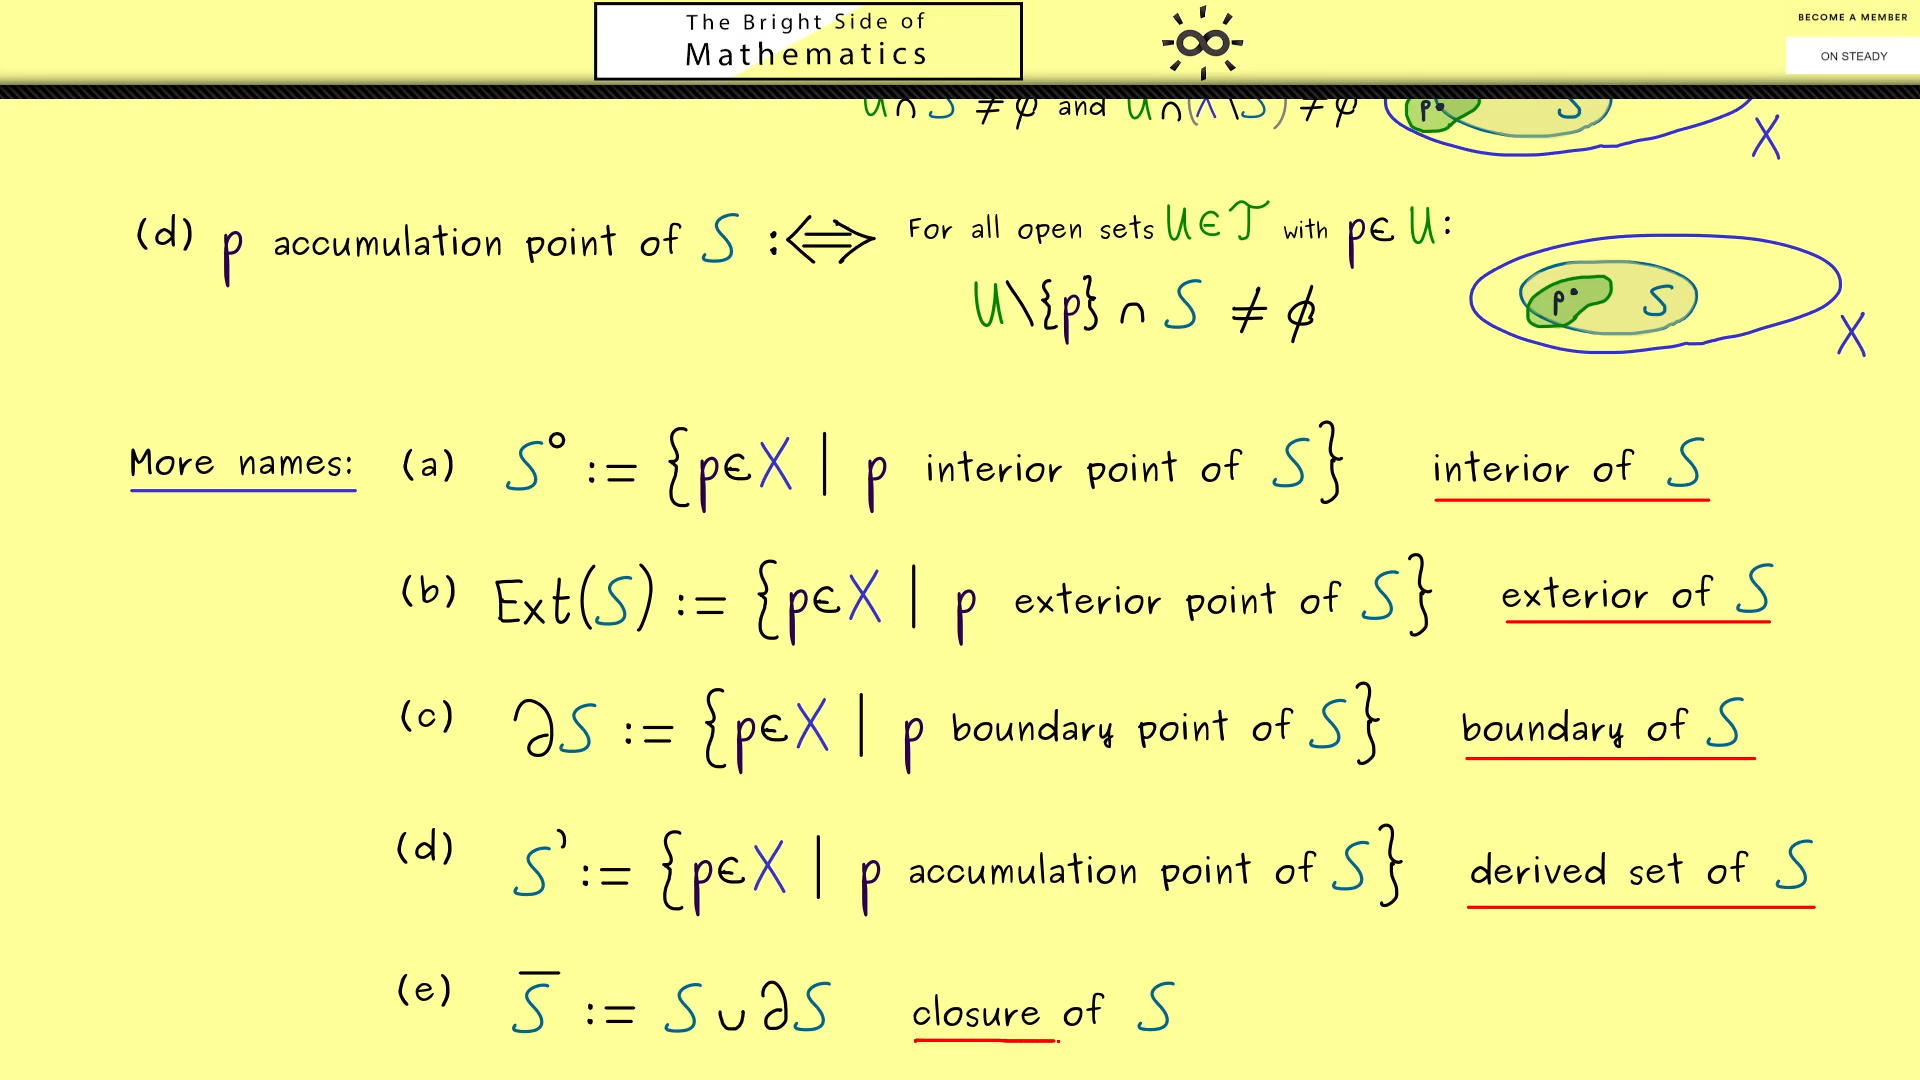 The Bright Side of
Mathematics
BECOME A MEMBER
ON STEADY
U ∩ S ≠ ϕ and U ∩ (X \ S) ≠ ϕ
p S
X
(d) p accumulation point of S :⟺ For all open sets U ∈ 𝒯 with p ∈ U:
U \ {p} ∩ S ≠ ϕ
p S
X
More names: (a) S° := {p ∈ X | p interior point of S} interior of S
(b) Ext(S) := {p ∈ X | p exterior point of S} exterior of S
(c) ∂S := {p ∈ X | p boundary point of S} boundary of S
(d) S' := {p ∈ X | p accumulation point of S} derived set of S
(e) S̅ := S ∪ ∂S closure of S